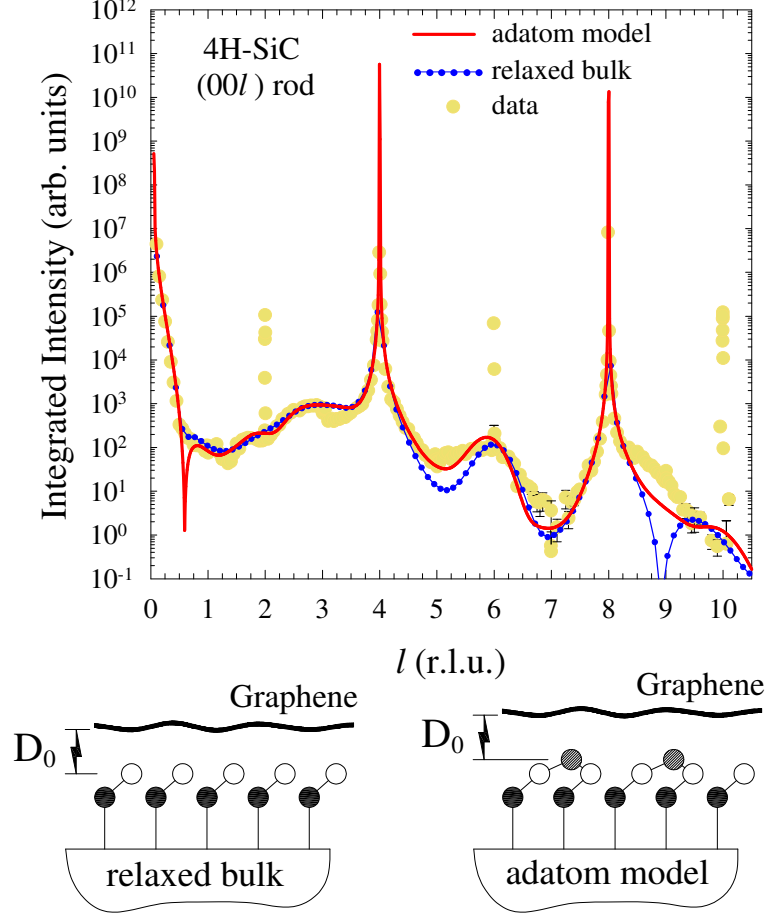 4H-SiC
(00l) rod
adatom model
relaxed bulk
data
Integrated Intensity (arb. units)
10¹²
10¹¹
10¹⁰
10⁹
10⁸
10⁷
10⁶
10⁵
10⁴
10³
10²
10¹
10⁰
10⁻¹
0 1 2 3 4 5 6 7 8 9 10
l (r.l.u.)
Graphene
D₀
relaxed bulk
Graphene
D₀
adatom model